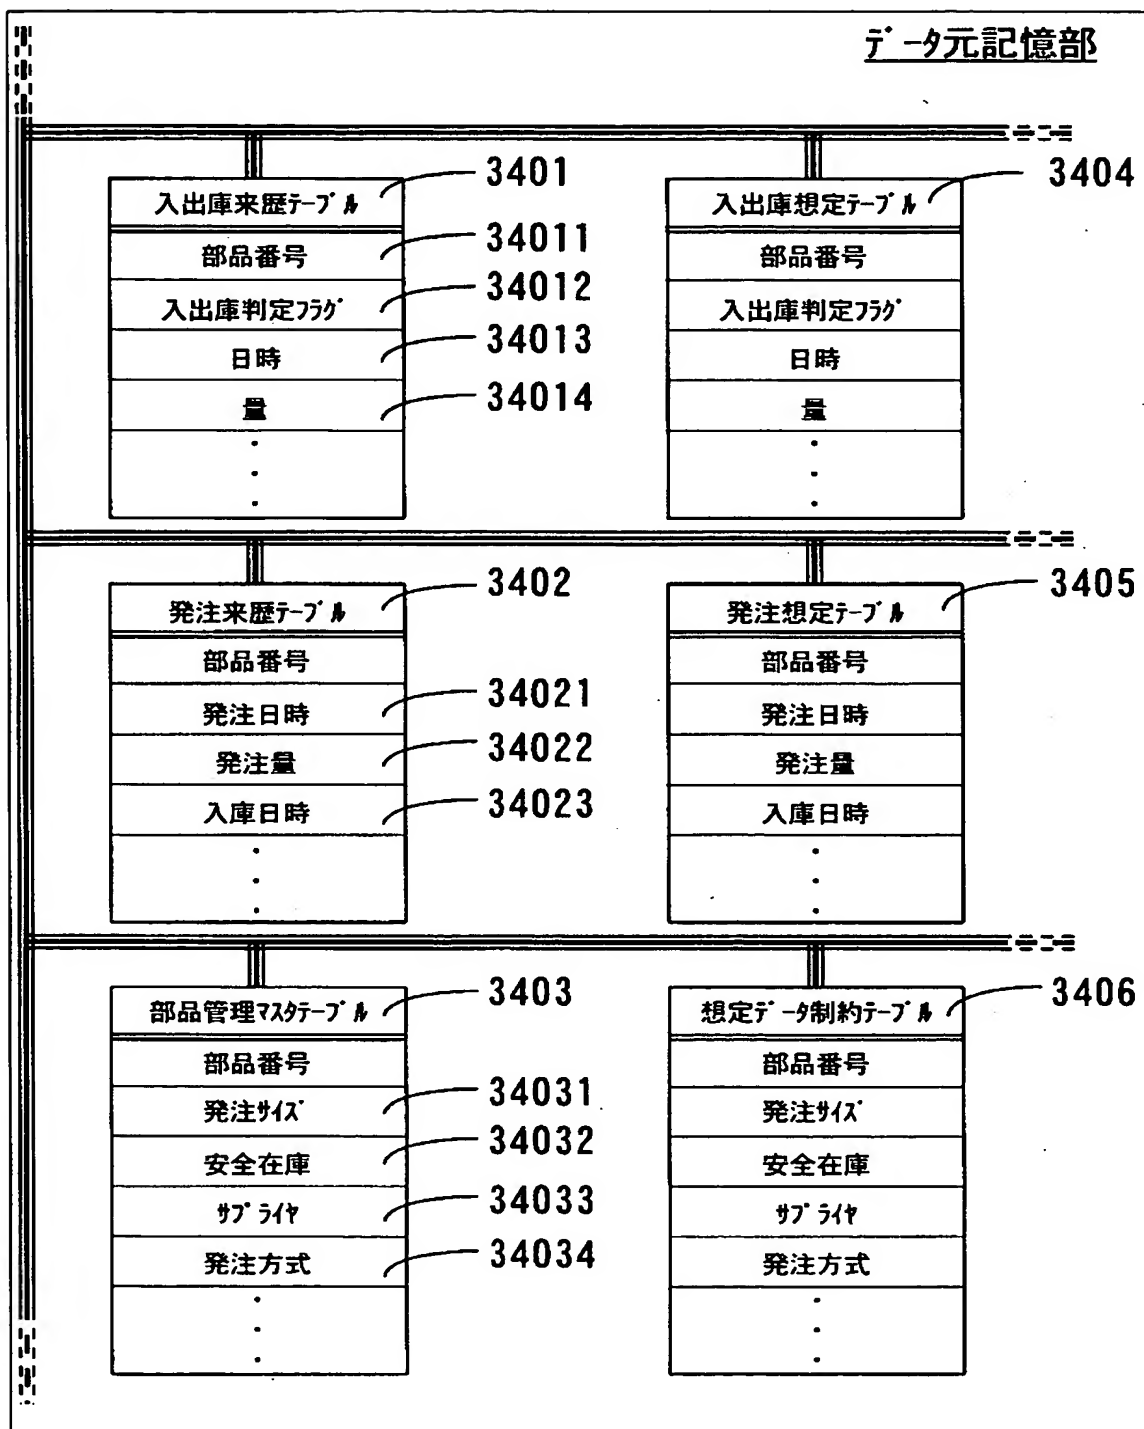 データ元記憶部
3401
入出庫来歴テーブル
34011
部品番号
34012
入出庫判定フラグ
34013
日時
34014
量
3404
入出庫想定テーブル
部品番号
入出庫判定フラグ
日時
量
3402
発注来歴テーブル
部品番号
34021
発注日時
34022
発注量
34023
入庫日時
3405
発注想定テーブル
部品番号
発注日時
発注量
入庫日時
3403
部品管理マスタテーブル
部品番号
34031
発注サイズ
34032
安全在庫
34033
サプライヤ
34034
発注方式
3406
想定データ制約テーブル
部品番号
発注サイズ
安全在庫
サプライヤ
発注方式